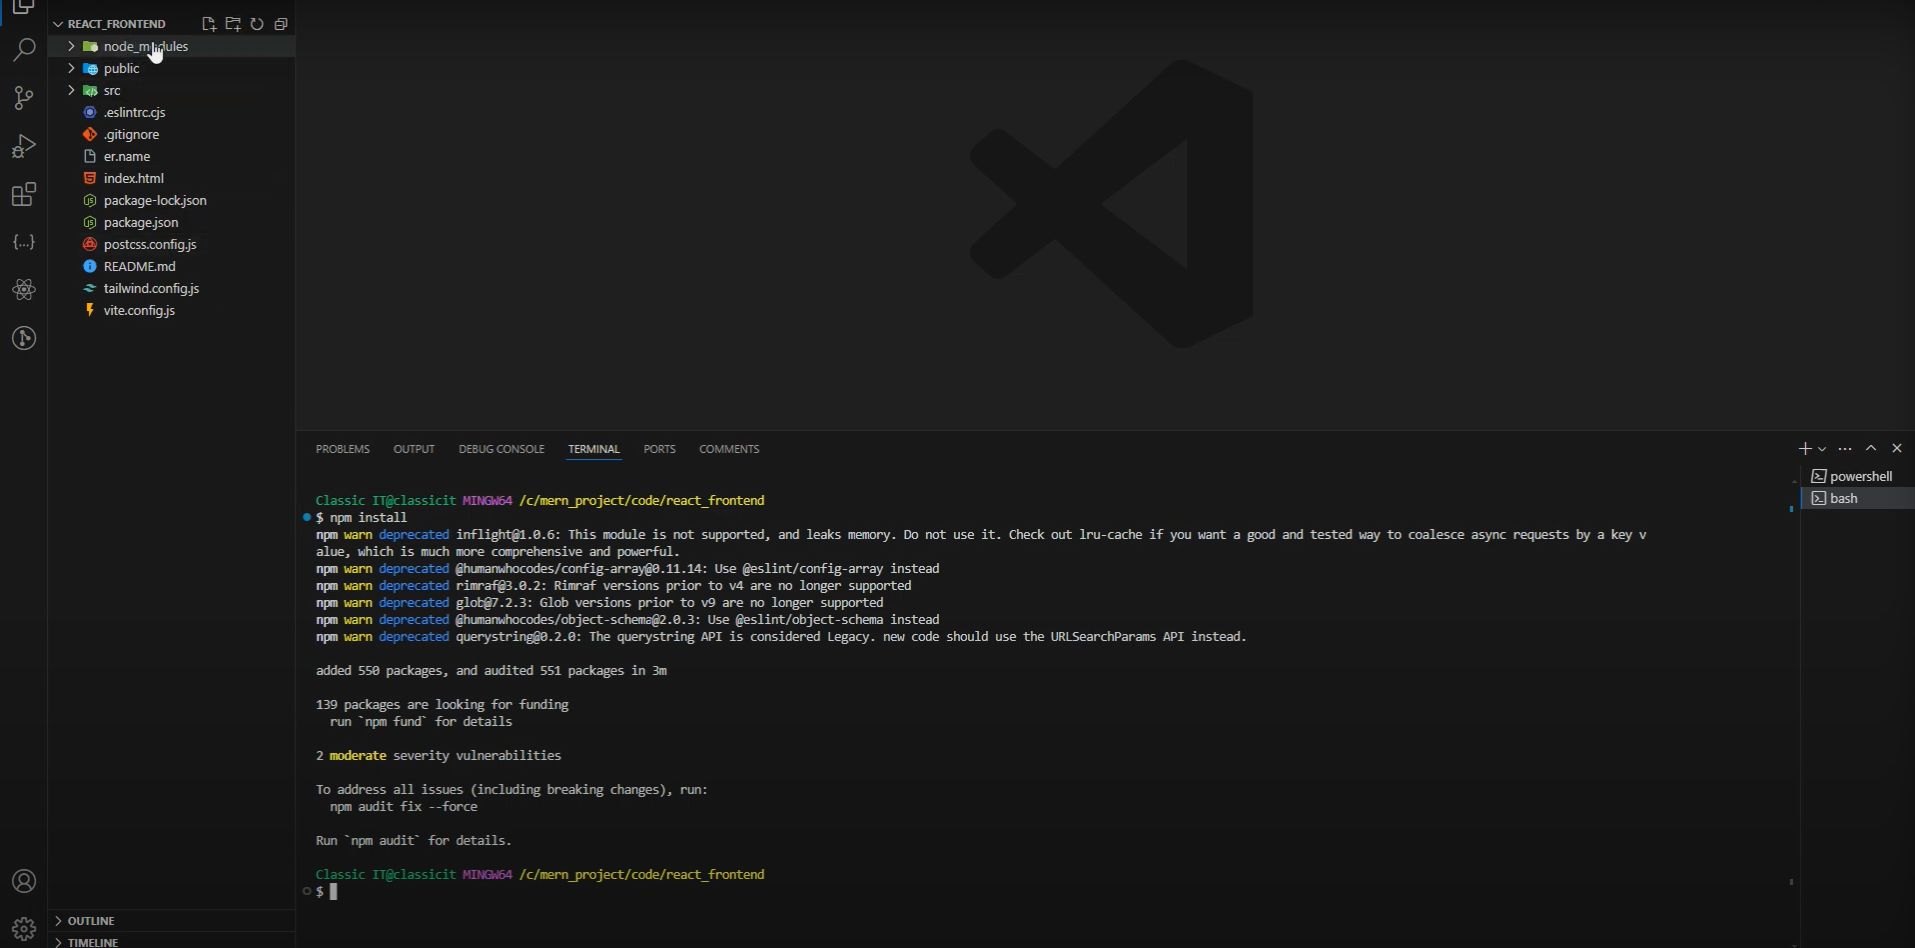 REACT_FRONTEND
node_modules
public
src
.eslintrc.cjs
.gitignore
er.name
index.html
package-lock.json
package.json
postcss.config.js
README.md
tailwind.config.js
vite.config.js
OUTLINE
TIMELINE
PROBLEMS OUTPUT DEBUG CONSOLE TERMINAL PORTS COMMENTS
powershell
bash
Classic IT@classicit MINGW64 /c/mern_project/code/react_frontend
$ npm install
npm warn deprecated inflight@1.0.6: This module is not supported, and leaks memory. Do not use it. Check out lru-cache if you want a good and tested way to coalesce async requests by a key v
alue, which is much more comprehensive and powerful.
npm warn deprecated @humanwhocodes/config-array@0.11.14: Use @eslint/config-array instead
npm warn deprecated rimraf@3.0.2: Rimraf versions prior to v4 are no longer supported
npm warn deprecated glob@7.2.3: Glob versions prior to v9 are no longer supported
npm warn deprecated @humanwhocodes/object-schema@2.0.3: Use @eslint/object-schema instead
npm warn deprecated querystring@0.2.0: The querystring API is considered Legacy. new code should use the URLSearchParams API instead.
added 550 packages, and audited 551 packages in 3m
139 packages are looking for funding
run `npm fund` for details
2 moderate severity vulnerabilities
To address all issues (including breaking changes), run:
npm audit fix --force
Run `npm audit` for details.
Classic IT@classicit MINGW64 /c/mern_project/code/react_frontend
$